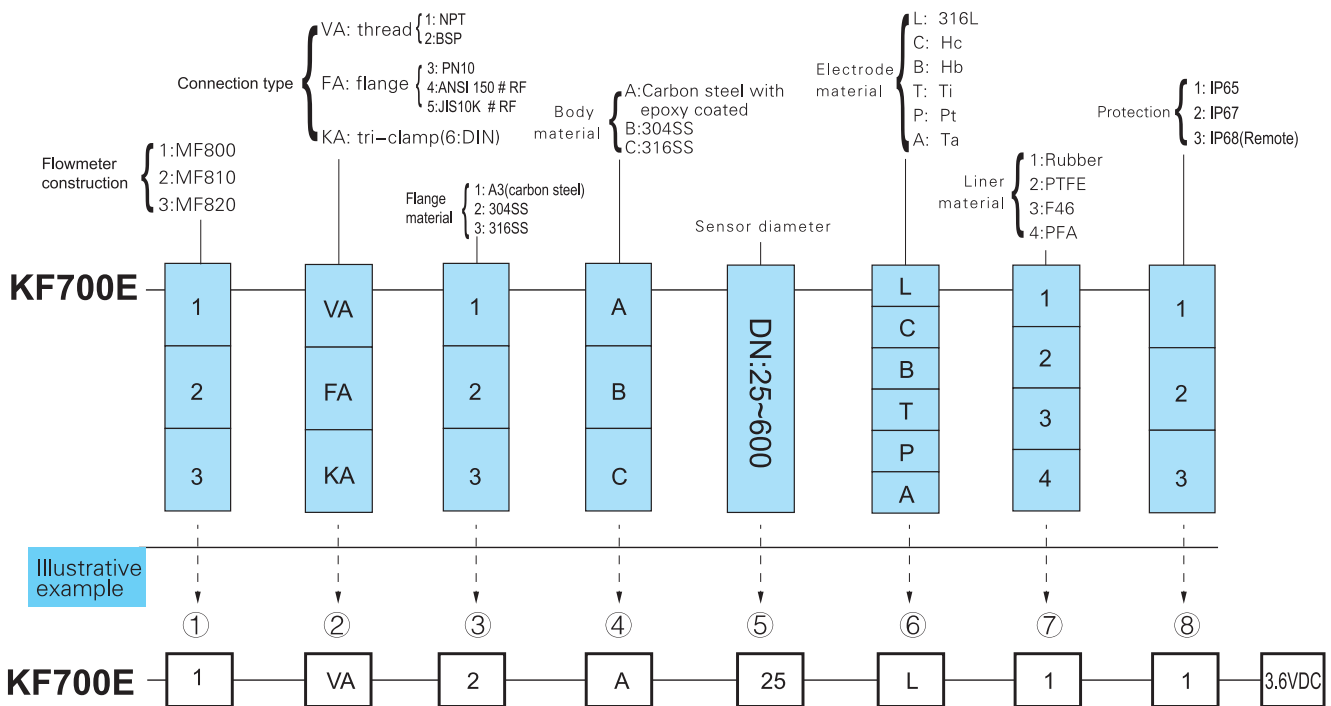 Connection type
VA: thread
1: NPT
2:BSP
FA: flange
3: PN10
4:ANSI 150 # RF
5:JIS10K # RF
KA: tri-clamp(6:DIN)
Flowmeter
construction
1:MF800
2:MF810
3:MF820
Flange
material
1: A3(carbon steel)
2: 304SS
3: 316SS
Body
material
A:Carbon steel with
epoxy coated
B:304SS
C:316SS
Sensor diameter
Electrode
material
L: 316L
C: Hc
B: Hb
T: Ti
P: Pt
A: Ta
Liner
material
1:Rubber
2:PTFE
3:F46
4:PFA
Protection
1: IP65
2: IP67
3: IP68(Remote)
KF700E
1
2
3
VA
FA
KA
1
2
3
A
B
C
DN:25~600
L
C
B
T
P
A
1
2
3
4
1
2
3
Illustrative
example
① ② ③ ④ ⑤ ⑥ ⑦ ⑧
KF700E 1 VA 2 A 25 L 1 1 3.6VDC